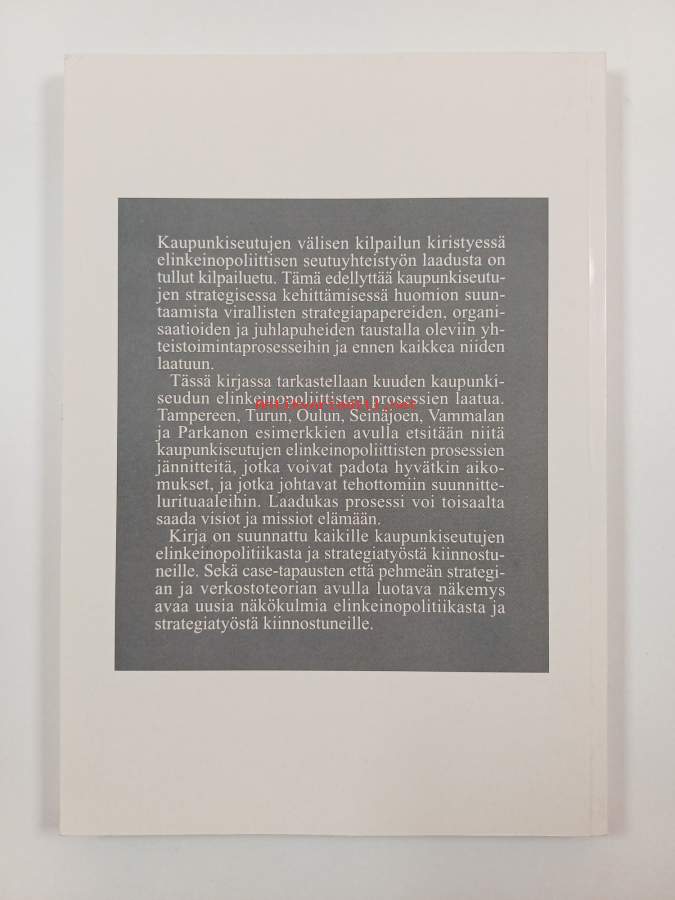 Kaupunkiseutujen välisen kilpailun kiristyessä
elinkeinopoliittisen seutuyhteistyön laadusta on
tullut kilpailuetu. Tämä edellyttää kaupunkiseutu-
jen strategisessa kehittämisessä huomion suun-
taamista virallisten strategiapapereiden, organi-
saatioiden ja juhlapuheiden taustalla oleviin yh-
teistoimintaprosesseihin ja ennen kaikkea niiden
laatuun.
Tässä kirjassa tarkastellaan kuuden kaupunki-
seudun elinkeinopoliittisten prosessien laatua.
Tampereen, Turun, Oulun, Seinäjoen, Vammalan
ja Parkanon esimerkkien avulla etsitään niitä
kaupunkiseutujen elinkeinopoliittisten prosessien
jännitteitä, jotka voivat padota hyvätkin aiko-
mukset, ja jotka johtavat tehottomiin suunnitte-
lurituaaleihin. Laadukas prosessi voi toisaalta
saada visiot ja missiot elämään.
Kirja on suunnattu kaikille kaupunkiseutujen
elinkeinopolitiikasta ja strategiatyöstä kiinnostu-
neille. Sekä case-tapausten että pehmeän strategi-
an ja verkostoteorian avulla luotava näkemys
avaa uusia näkökulmia elinkeinopolitiikasta ja
strategiatyöstä kiinnostuneille.